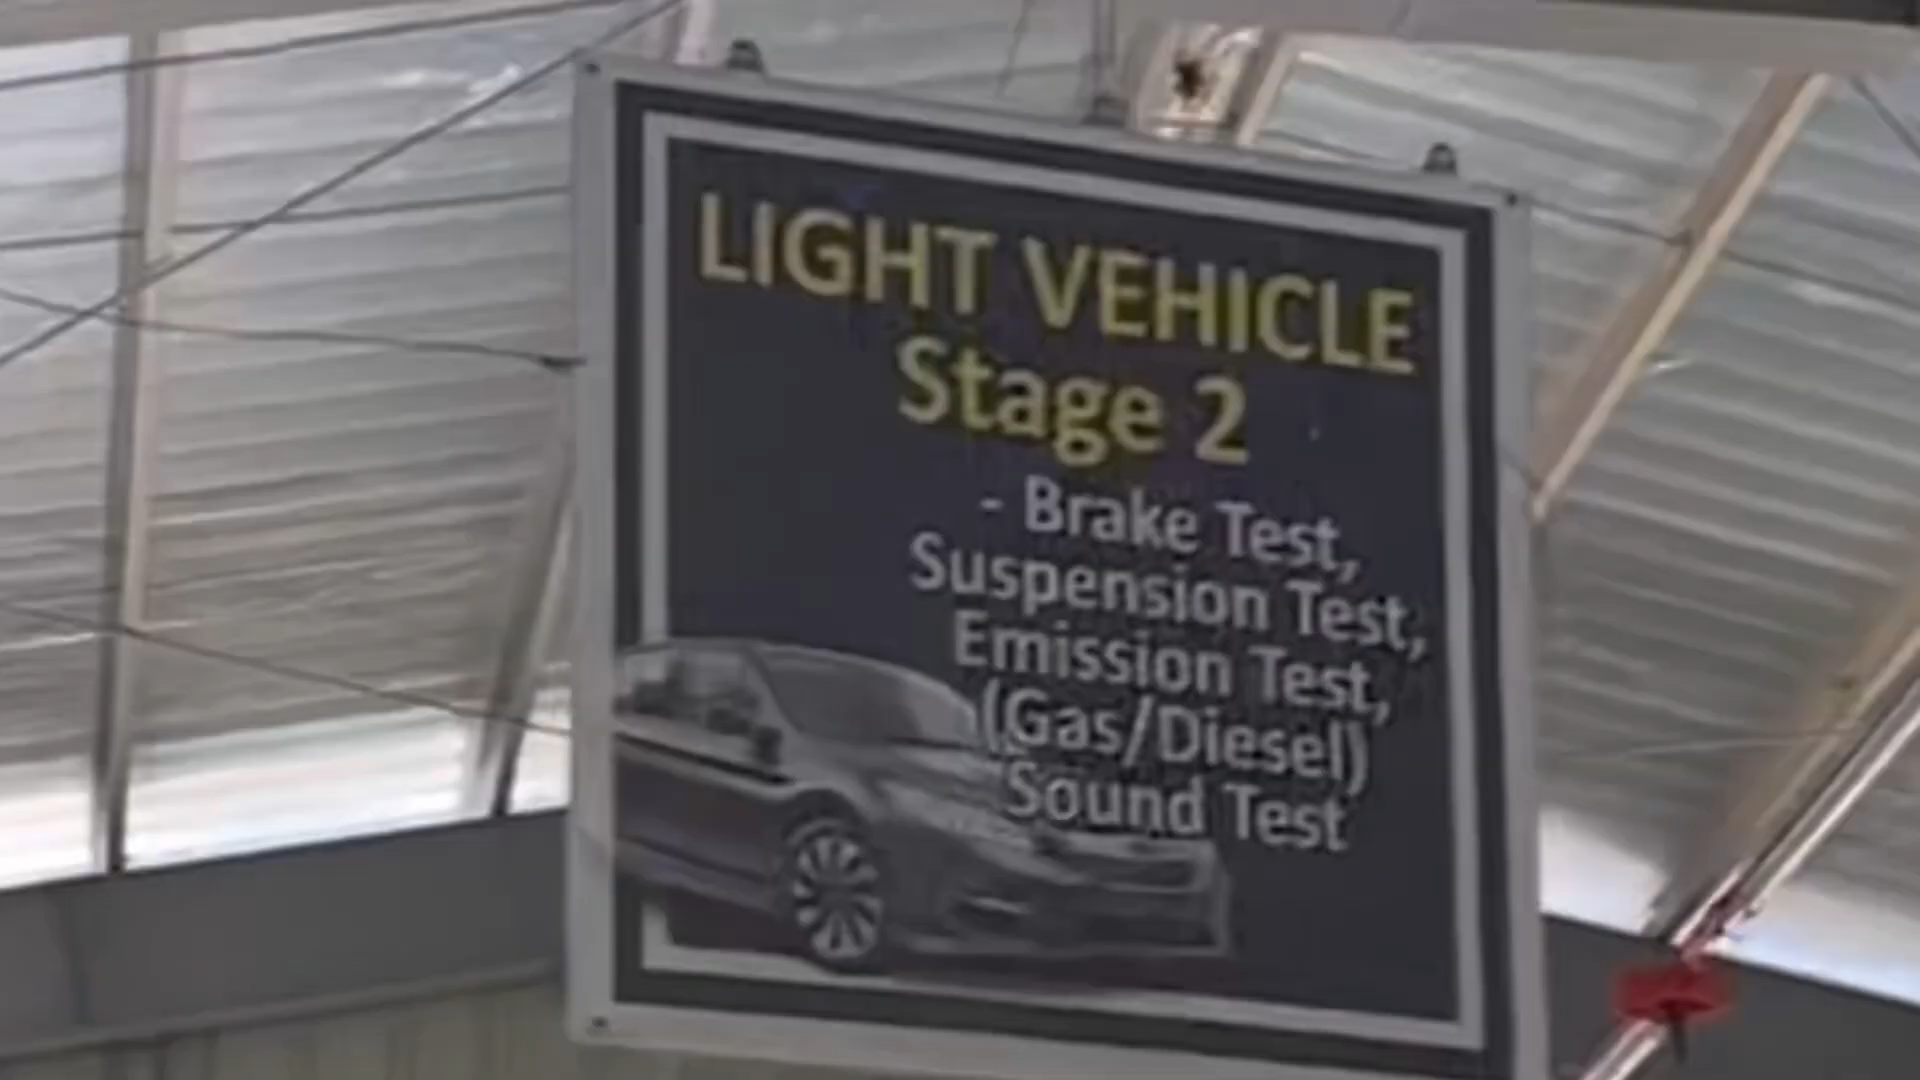 LIGHT VEHICLE
Stage 2
- Brake Test,
Suspension Test,
Emission Test,
(Gas/Diesel)
Sound Test